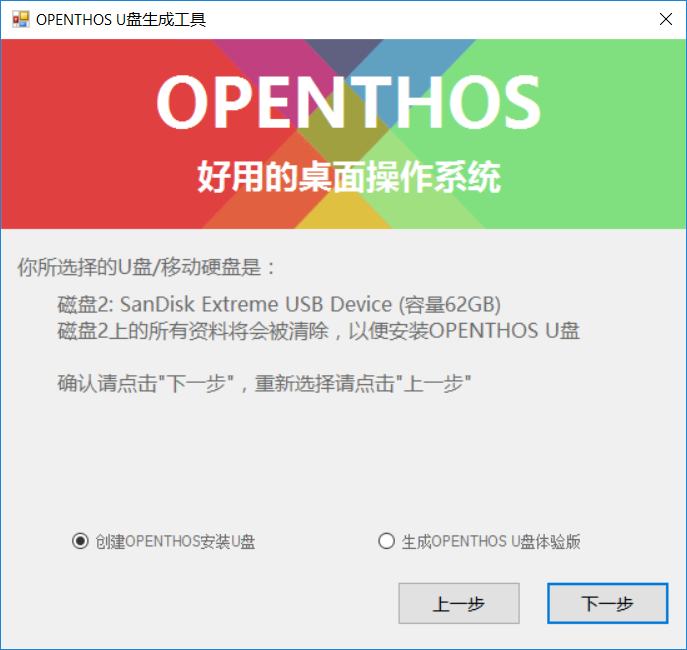 OPENTHOS U盘生成工具
OPENTHOS
好用的桌面操作系统
你所选择的U盘/移动硬盘是：
磁盘2: SanDisk Extreme USB Device (容量62GB)
磁盘2上的所有资料将会被清除，以便安装OPENTHOS U盘
确认请点击"下一步"，重新选择请点击"上一步"
创建OPENTHOS安装U盘
生成OPENTHOS U盘体验版
上一步
下一步